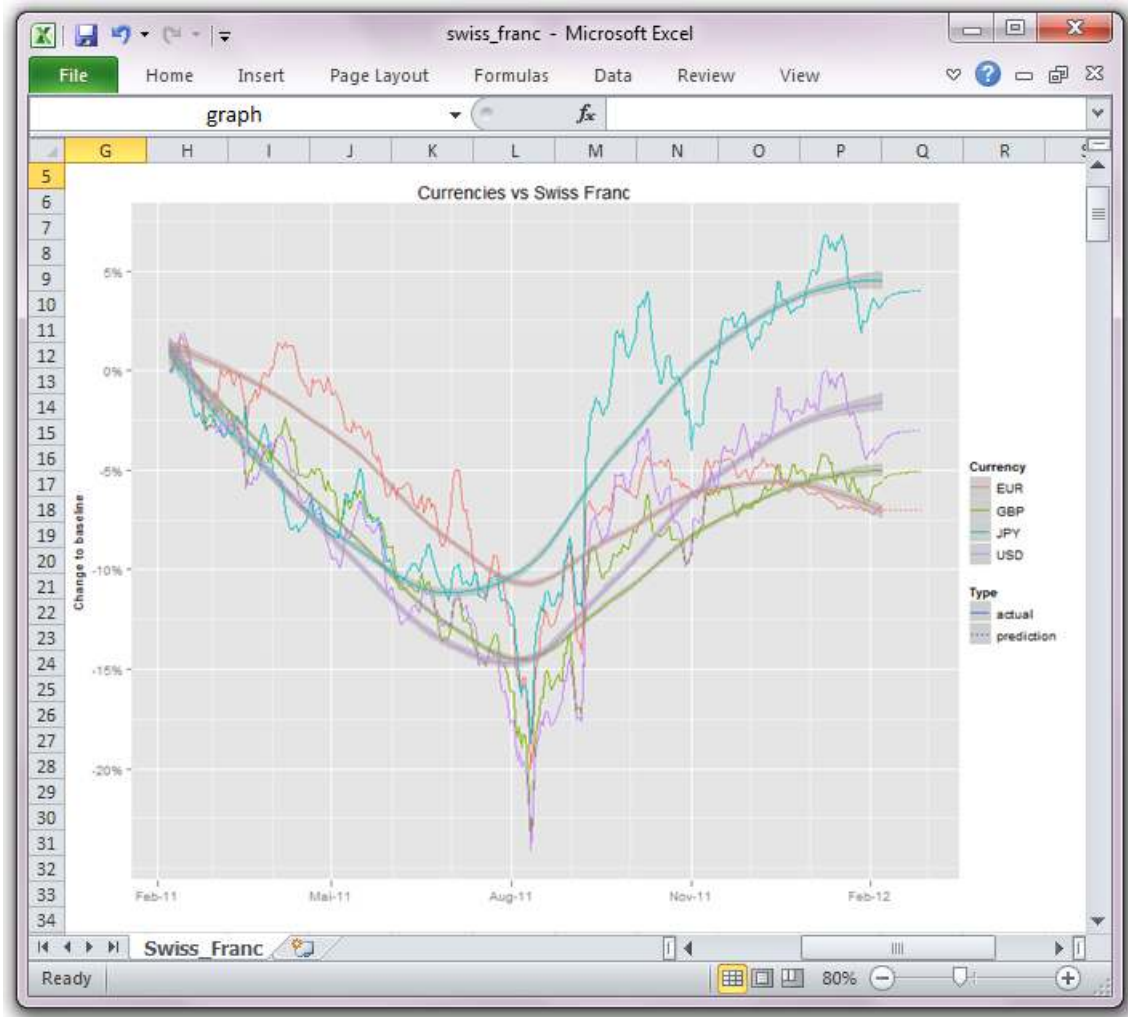 swiss_franc - Microsoft Excel
File Home Insert Page Layout Formulas Data Review View
graph fx
G H I J K L M N O P Q R S
5
6
7
8
9
10
11
12
13
14
15
16
17
18
19
20
21
22
23
24
25
26
27
28
29
30
31
32
33
34
Currencies vs Swiss Franc
Change to baseline
5%
0%
-5%
-10%
-15%
-20%
Feb-11 Mai-11 Aug-11 Nov-11 Feb-12
Currency
EUR
GBP
JPY
USD
Type
actual
prediction
Swiss_Franc
Ready 80%